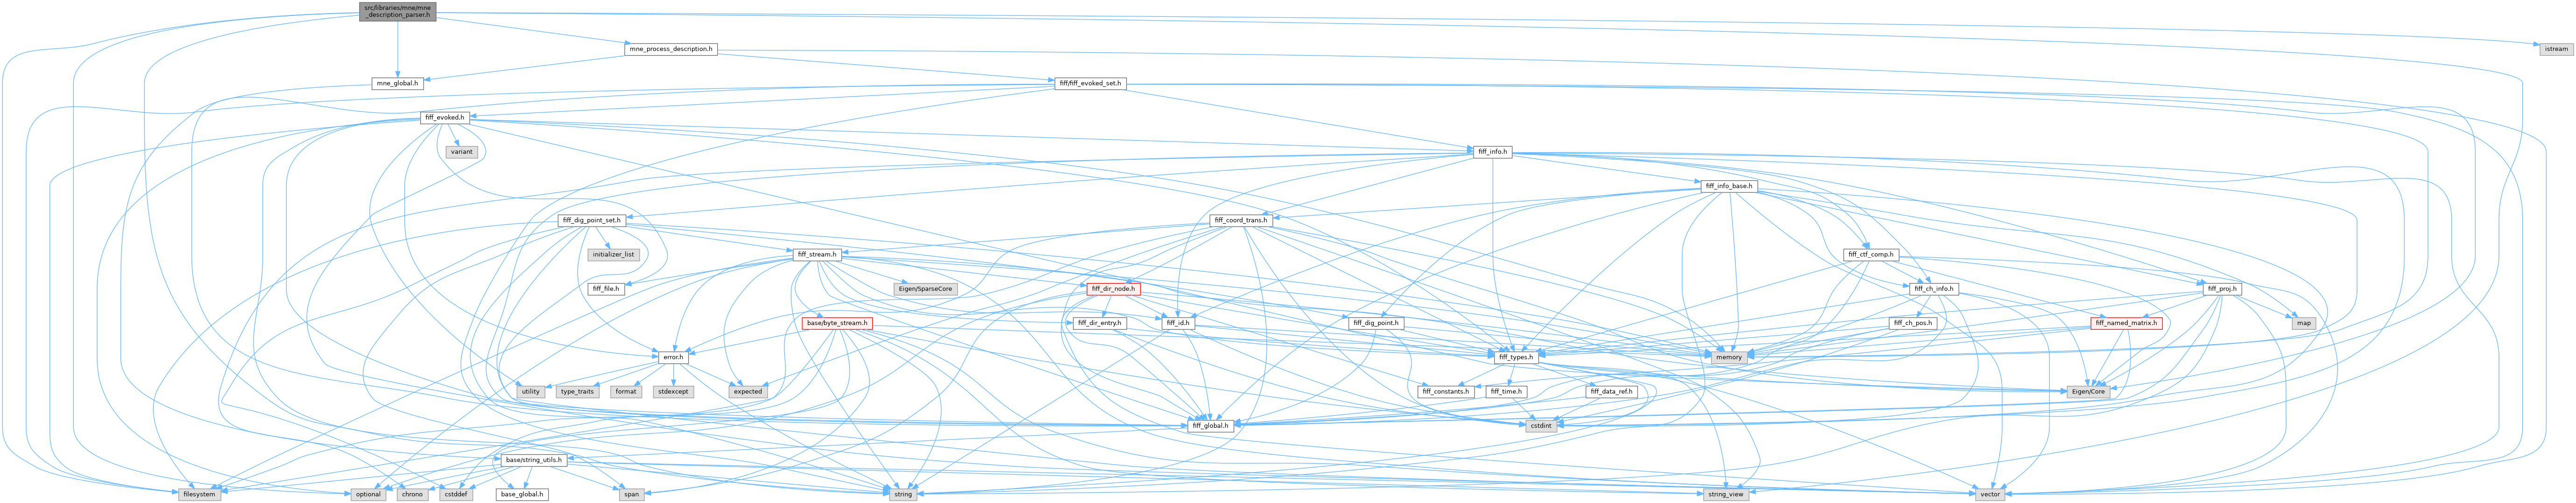 src/libraries/mne/mne
_description_parser.h
mne_process_description.h
istream
mne_global.h
fiff/fiff_evoked_set.h
fiff_evoked.h
variant
fiff_info.h
fiff_info_base.h
fiff_dig_point_set.h
fiff_coord_trans.h
initializer_list
fiff_stream.h
fiff_ctf_comp.h
fiff_file.h
Eigen/SparseCore
fiff_dir_node.h
fiff_ch_info.h
fiff_proj.h
base/byte_stream.h
fiff_dir_entry.h
fiff_id.h
fiff_dig_point.h
fiff_ch_pos.h
fiff_named_matrix.h
map
error.h
fiff_types.h
memory
utility
type_traits
format
stdexcept
expected
fiff_constants.h
fiff_time.h
fiff_data_ref.h
Eigen/Core
fiff_global.h
cstdint
base/string_utils.h
filesystem
optional
chrono
cstddef
base_global.h
span
string
string_view
vector